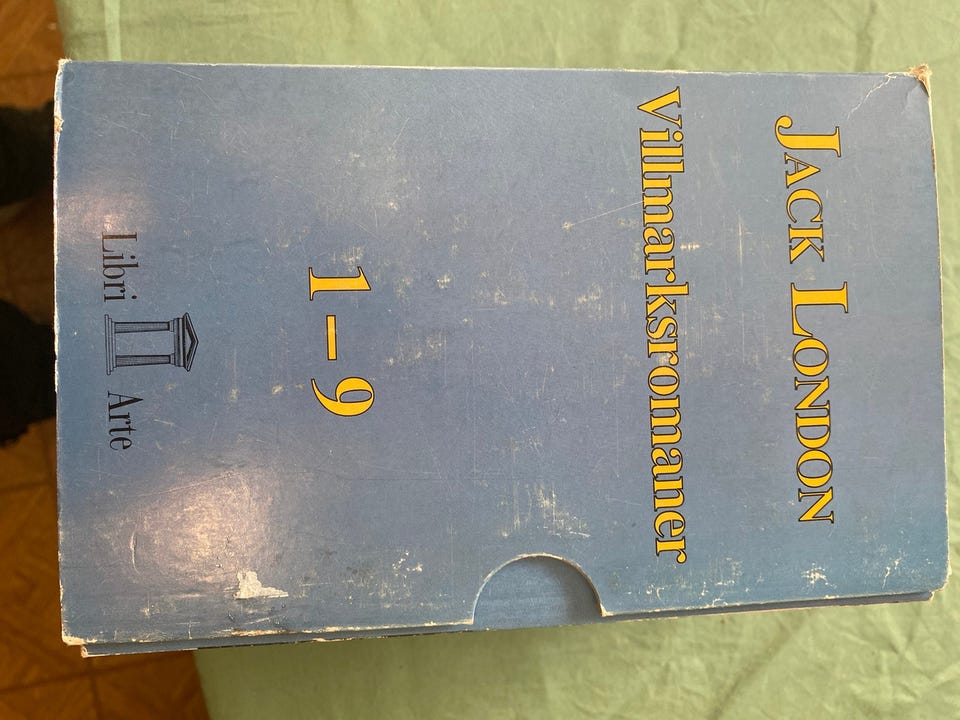 JACK LONDON
Villmarksromaner
1–9
Libri Arte